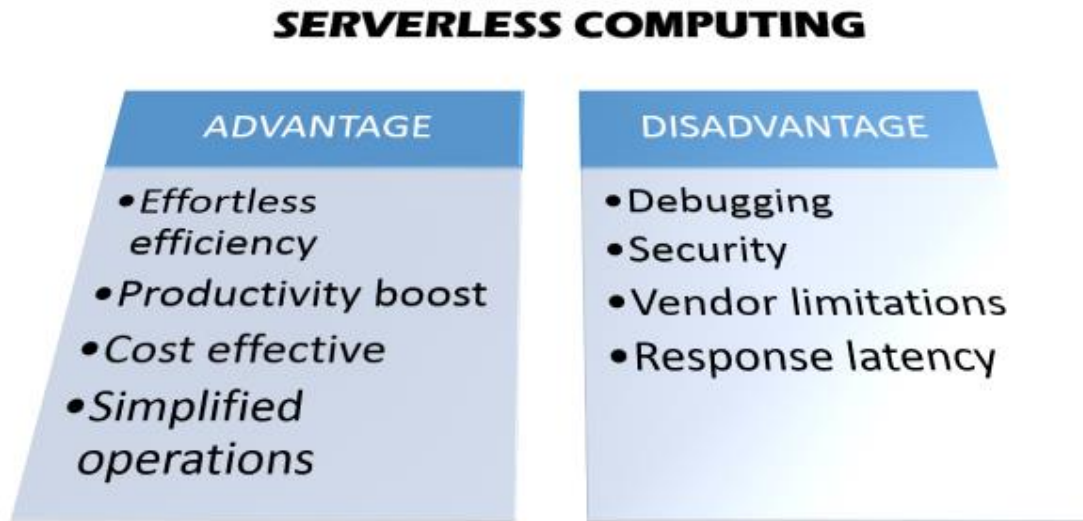 SERVERLESS COMPUTING
ADVANTAGE
•Effortless
efficiency
•Productivity boost
•Cost effective
•Simplified
operations
DISADVANTAGE
•Debugging
•Security
•Vendor limitations
•Response latency